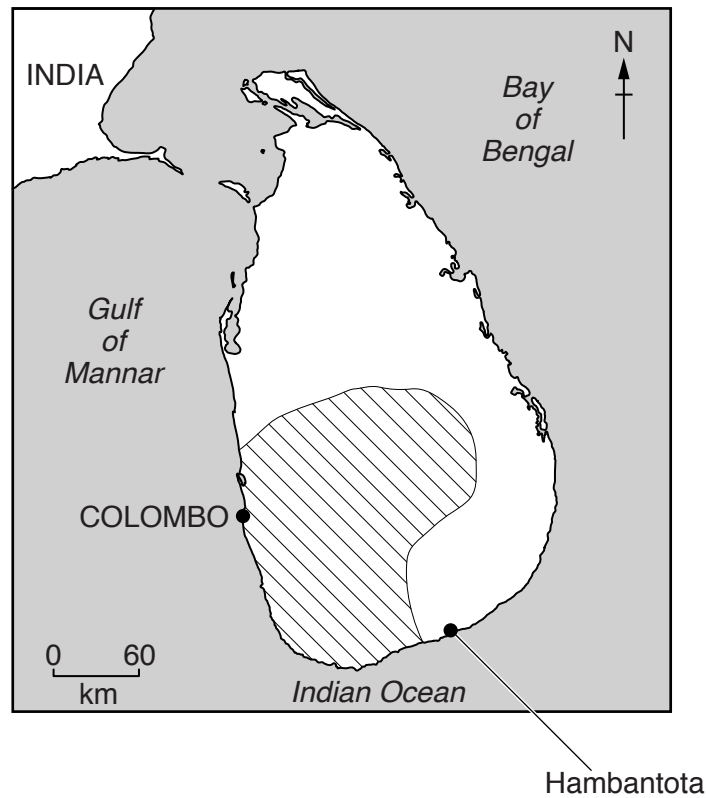 INDIA
N
Bay
of
Bengal
Gulf
of
Mannar
COLOMBO
0 60
km
Indian Ocean
Hambantota